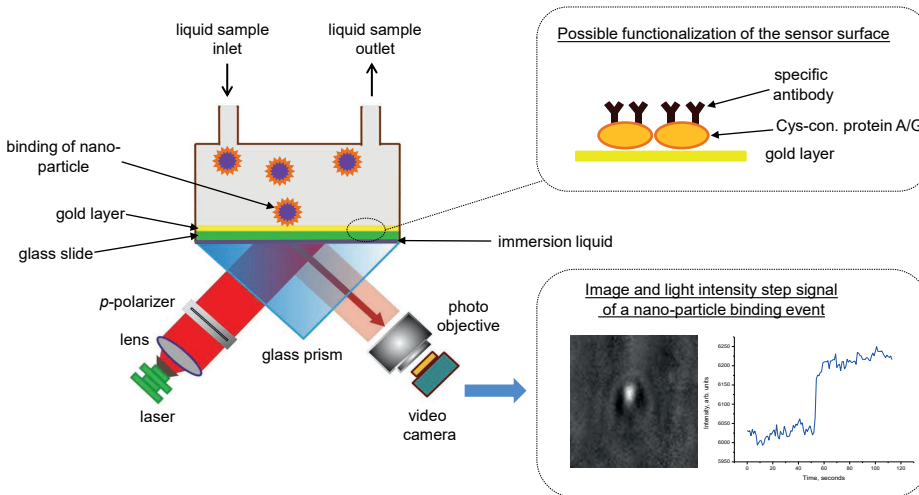 liquid sample
inlet
liquid sample
outlet
binding of nano-
particle
gold layer
glass slide
immersion liquid
p-polarizer
lens
laser
glass prism
photo
objective
video
camera
Possible functionalization of the sensor surface
specific
antibody
Cys-con. protein A/G
gold layer
Image and light intensity step signal
of a nano-particle binding event
Intensity, arb. units
6250
6200
6150
6100
6050
6000
5950
0 20 40 60 80 100 120
Time, seconds